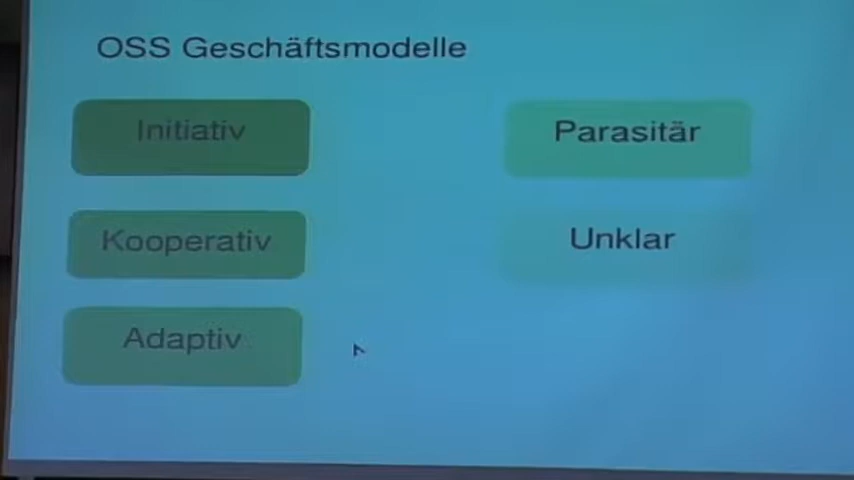 OSS Geschäftsmodelle
Initiativ
Kooperativ
Adaptiv
Parasitär
Unklar